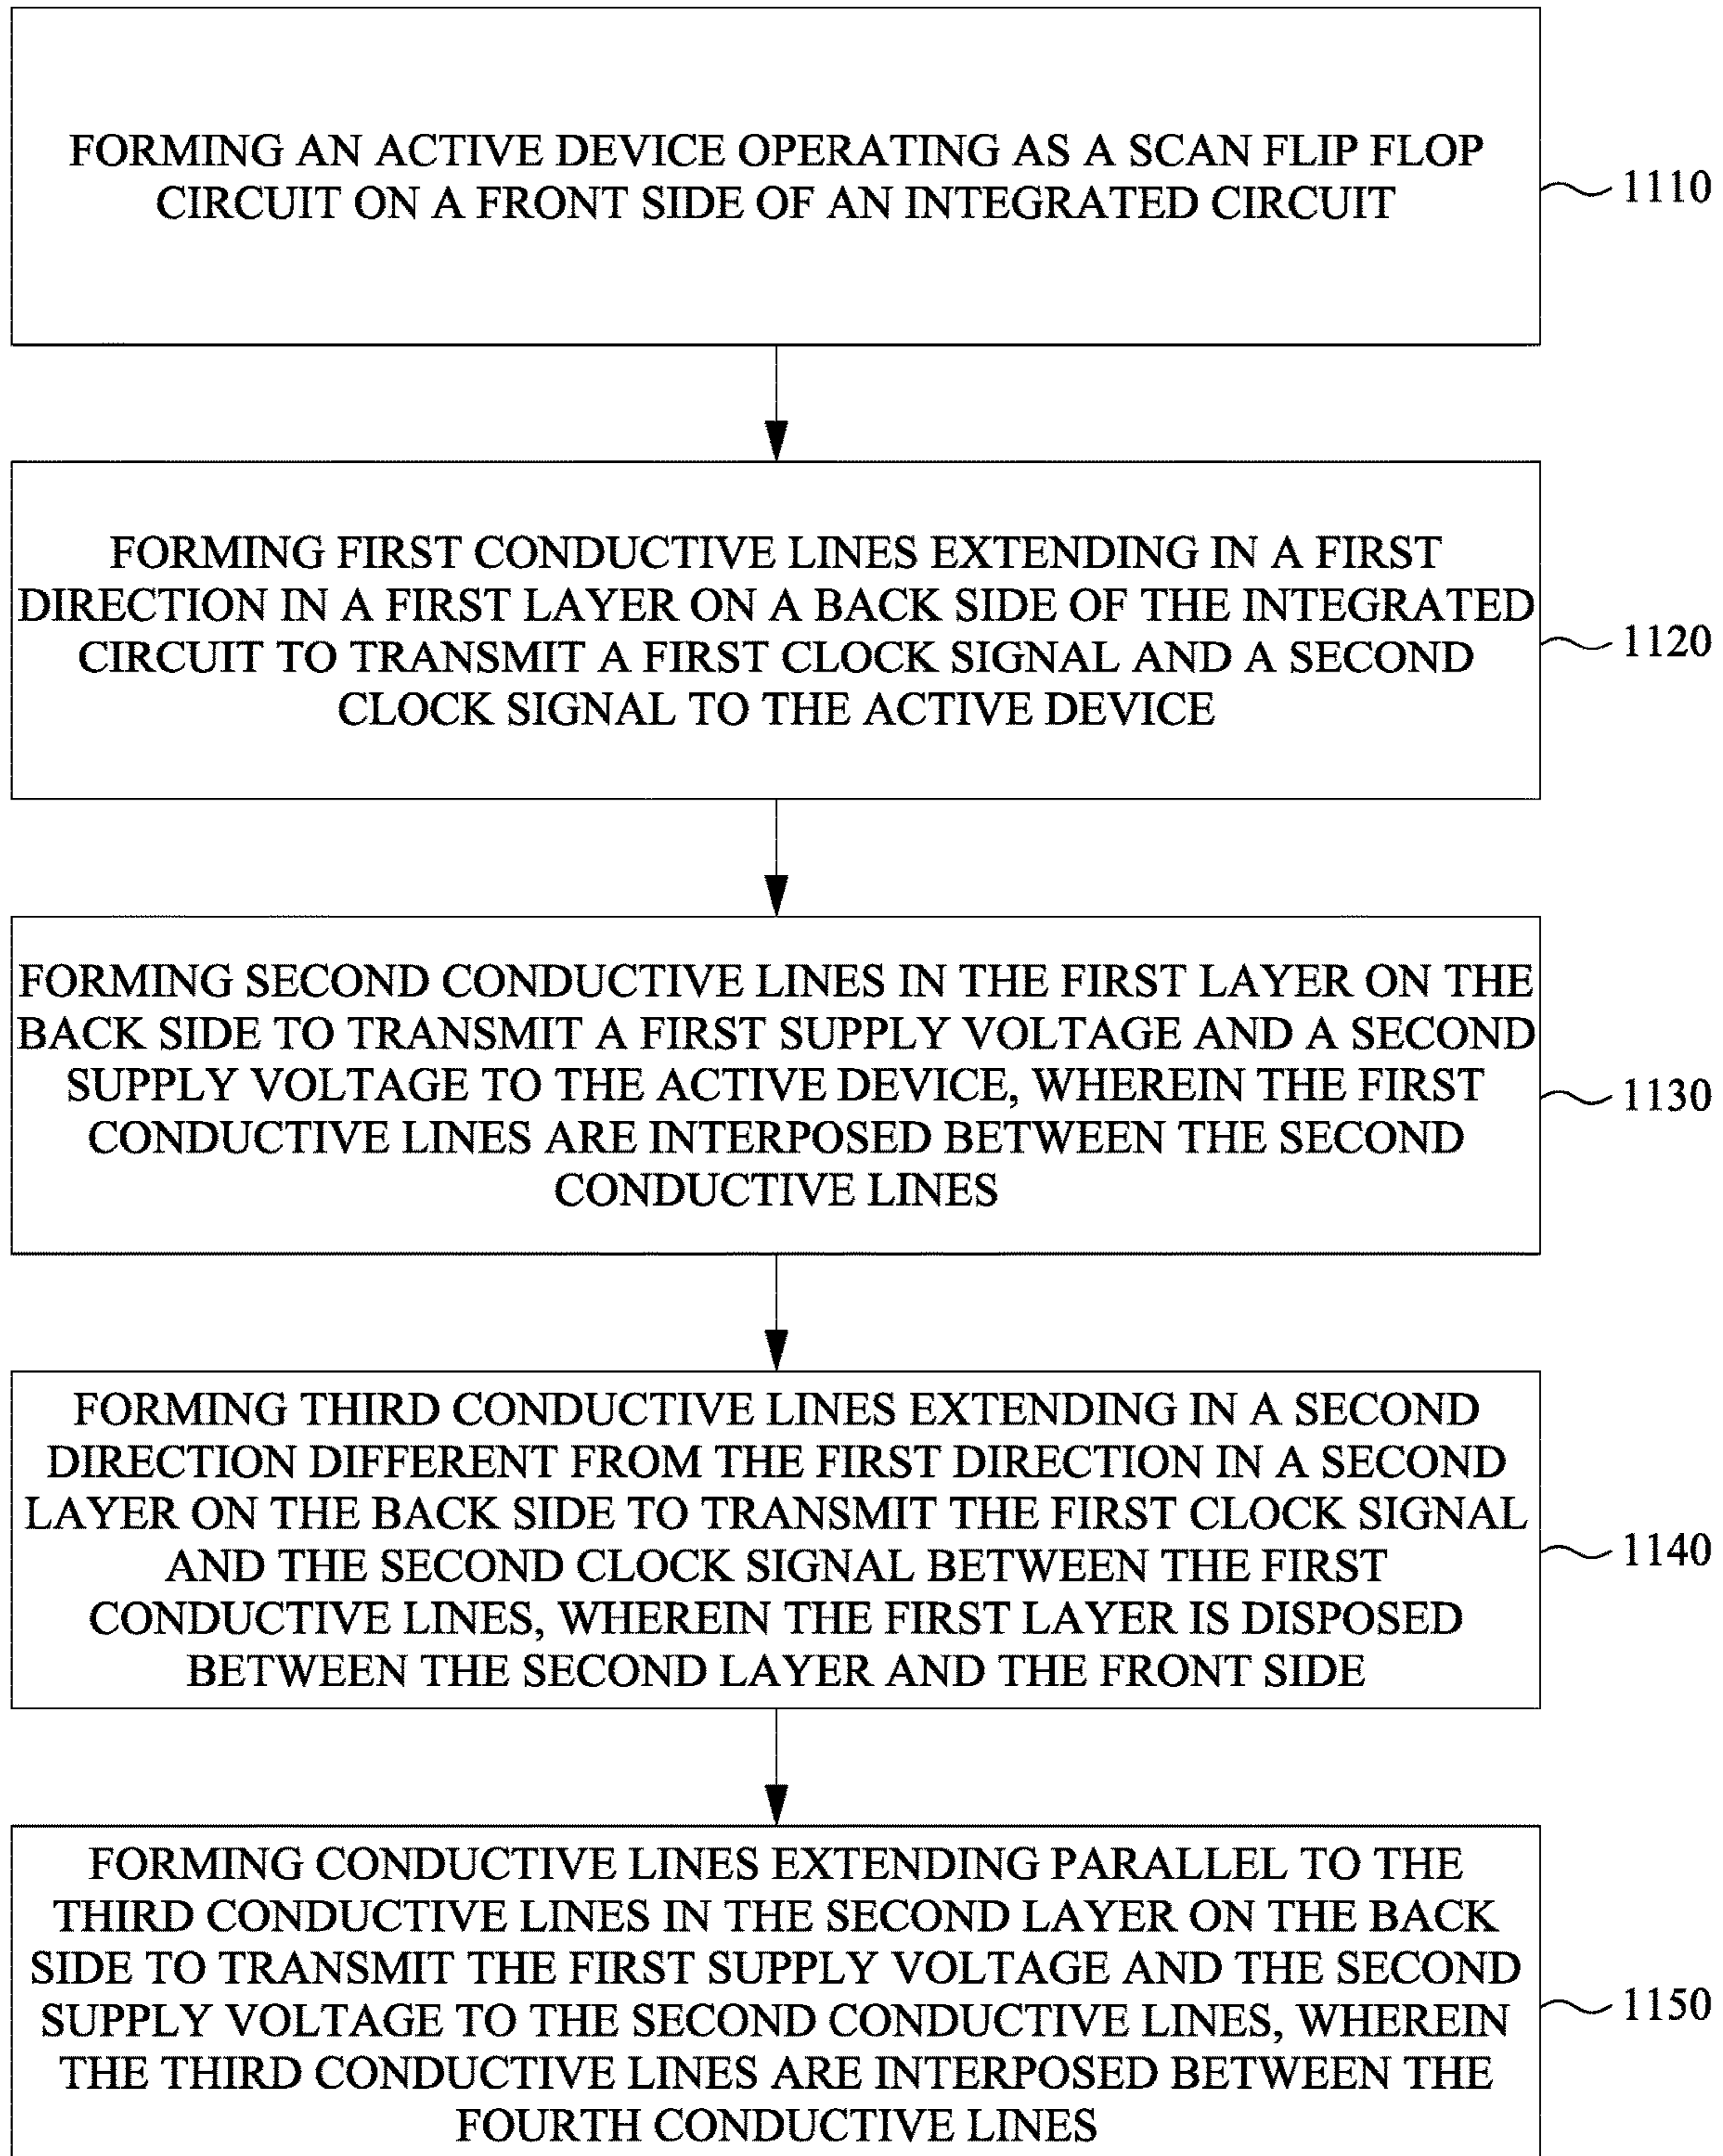 FORMING AN ACTIVE DEVICE OPERATING AS A SCAN FLIP FLOP
CIRCUIT ON A FRONT SIDE OF AN INTEGRATED CIRCUIT
1110
FORMING FIRST CONDUCTIVE LINES EXTENDING IN A FIRST
DIRECTION IN A FIRST LAYER ON A BACK SIDE OF THE INTEGRATED
CIRCUIT TO TRANSMIT A FIRST CLOCK SIGNAL AND A SECOND
CLOCK SIGNAL TO THE ACTIVE DEVICE
1120
FORMING SECOND CONDUCTIVE LINES IN THE FIRST LAYER ON THE
BACK SIDE TO TRANSMIT A FIRST SUPPLY VOLTAGE AND A SECOND
SUPPLY VOLTAGE TO THE ACTIVE DEVICE, WHEREIN THE FIRST
CONDUCTIVE LINES ARE INTERPOSED BETWEEN THE SECOND
CONDUCTIVE LINES
1130
FORMING THIRD CONDUCTIVE LINES EXTENDING IN A SECOND
DIRECTION DIFFERENT FROM THE FIRST DIRECTION IN A SECOND
LAYER ON THE BACK SIDE TO TRANSMIT THE FIRST CLOCK SIGNAL
AND THE SECOND CLOCK SIGNAL BETWEEN THE FIRST
CONDUCTIVE LINES, WHEREIN THE FIRST LAYER IS DISPOSED
BETWEEN THE SECOND LAYER AND THE FRONT SIDE
1140
FORMING CONDUCTIVE LINES EXTENDING PARALLEL TO THE
THIRD CONDUCTIVE LINES IN THE SECOND LAYER ON THE BACK
SIDE TO TRANSMIT THE FIRST SUPPLY VOLTAGE AND THE SECOND
SUPPLY VOLTAGE TO THE SECOND CONDUCTIVE LINES, WHEREIN
THE THIRD CONDUCTIVE LINES ARE INTERPOSED BETWEEN THE
FOURTH CONDUCTIVE LINES
1150